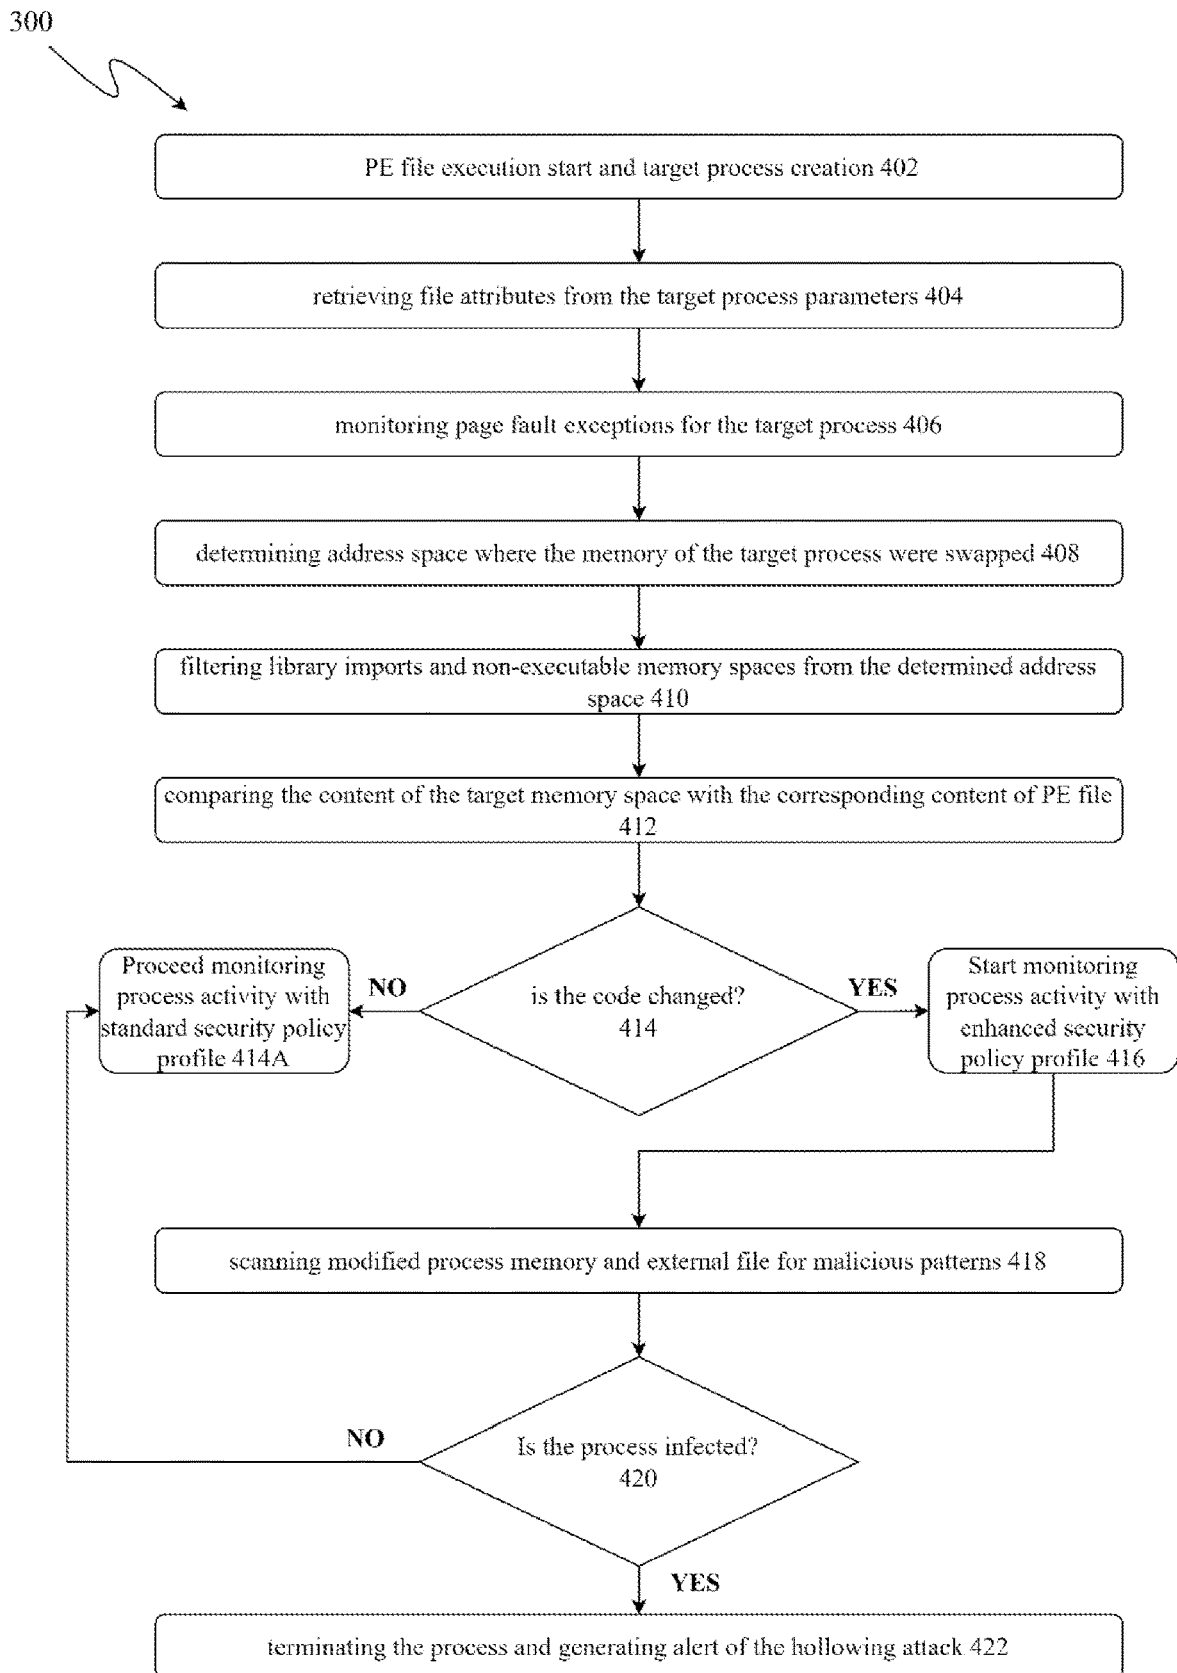 300
PE file execution start and target process creation 402
retrieving file attributes from the target process parameters 404
monitoring page fault exceptions for the target process 406
determining address space where the memory of the target process were swapped 408
filtering library imports and non-executable memory spaces from the determined address
space 410
comparing the content of the target memory space with the corresponding content of PE file
412
Proceed monitoring
process activity with
standard security policy
profile 414A
NO
is the code changed?
414
YES
Start monitoring
process activity with
enhanced security
policy profile 416
scanning modified process memory and external file for malicious patterns 418
NO
Is the process infected?
420
YES
terminating the process and generating alert of the hollowing attack 422